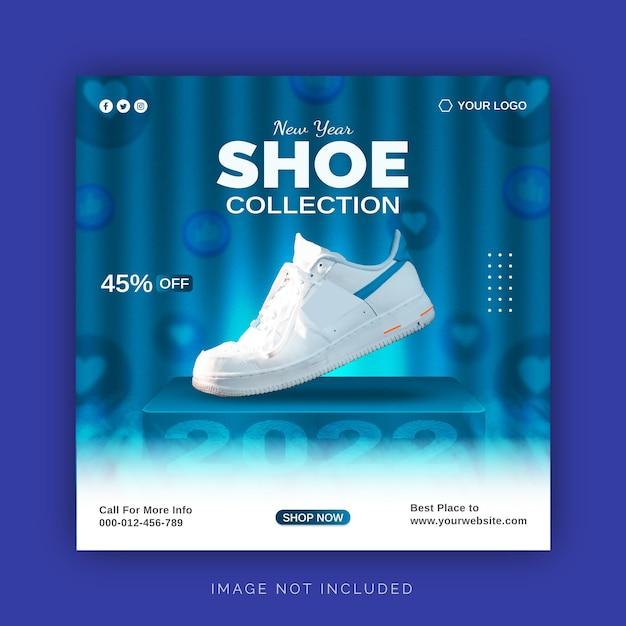 YOUR LOGO
New Year
SHOE
COLLECTION
45% OFF
2022
Call For More Info
000-012-456-789
SHOP NOW
Best Place to
www.yourwebsite.com
IMAGE NOT INCLUDED